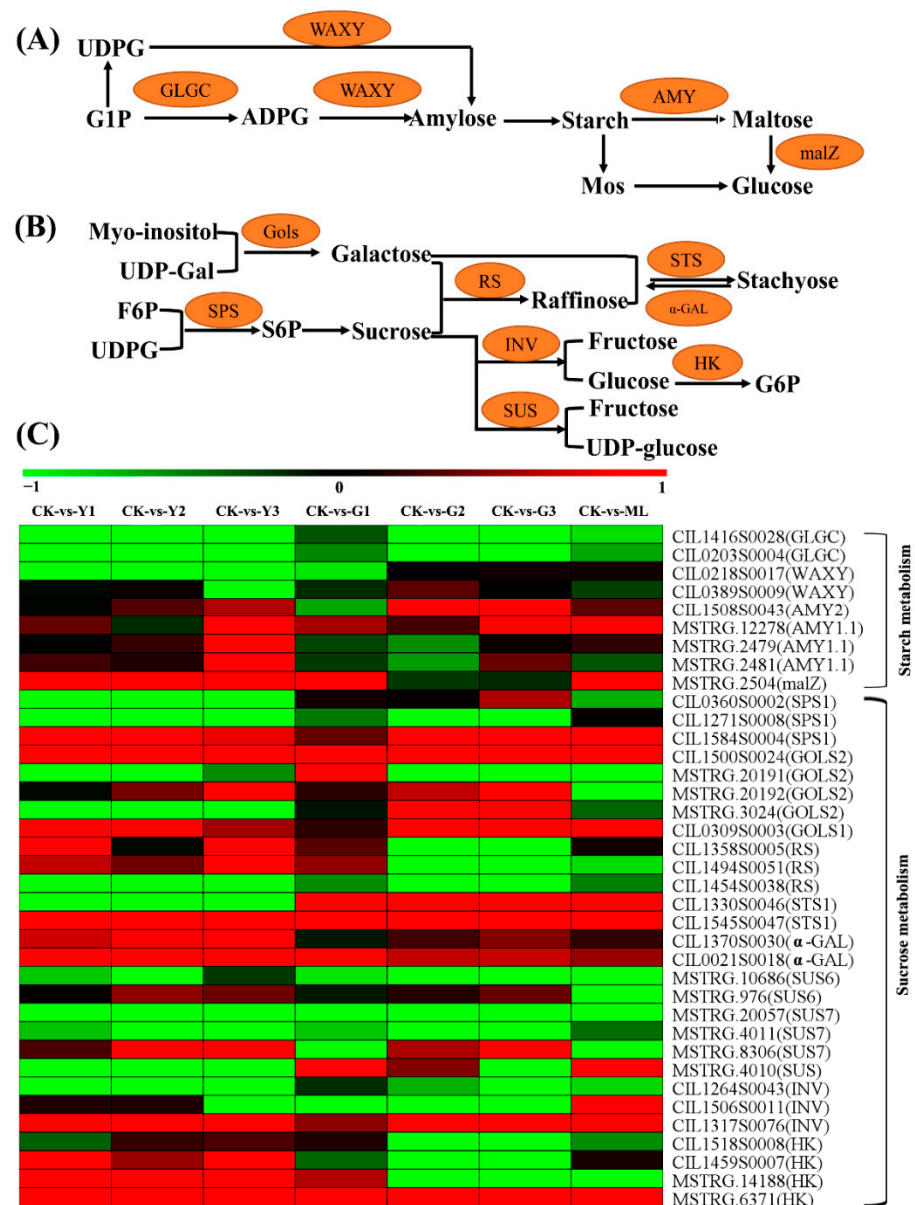 (A)
WAXY
UDPG
GLGC
WAXY
AMY
G1P
ADPG
Amylose
Starch
Maltose
malZ
Mos
Glucose
(B)
Myo-inositol
Gols
Galactose
STS
UDP-Gal
RS
Raffinose
Stachyose
α-GAL
F6P
SPS
S6P
Sucrose
UDPG
INV
Fructose
HK
Glucose
G6P
SUS
Fructose
UDP-glucose
(C)
−1 0 1
CK-vs-Y1 CK-vs-Y2 CK-vs-Y3 CK-vs-G1 CK-vs-G2 CK-vs-G3 CK-vs-ML
CIL1416S0028(GLGC)
CIL0203S0004(GLGC)
CIL0218S0017(WAXY)
CIL0389S0009(WAXY)
CIL1508S0043(AMY2)
MSTRG.12278(AMY1.1)
MSTRG.2479(AMY1.1)
MSTRG.2481(AMY1.1)
MSTRG.2504(malZ)
Starch metabolism
CIL0360S0002(SPS1)
CIL1271S0008(SPS1)
CIL1584S0004(SPS1)
CIL1500S0024(GOLS2)
MSTRG.20191(GOLS2)
MSTRG.20192(GOLS2)
MSTRG.3024(GOLS2)
CIL0309S0003(GOLS1)
CIL1358S0005(RS)
CIL1494S0051(RS)
CIL1454S0038(RS)
CIL1330S0046(STS1)
CIL1545S0047(STS1)
CIL1370S0030(α-GAL)
CIL0021S0018(α-GAL)
MSTRG.10686(SUS6)
MSTRG.976(SUS6)
MSTRG.20057(SUS7)
MSTRG.4011(SUS7)
MSTRG.8306(SUS7)
MSTRG.4010(SUS)
CIL1264S0043(INV)
CIL1506S0011(INV)
CIL1317S0076(INV)
CIL1518S0008(HK)
CIL1459S0007(HK)
MSTRG.14188(HK)
MSTRG.6371(HK)
Sucrose metabolism